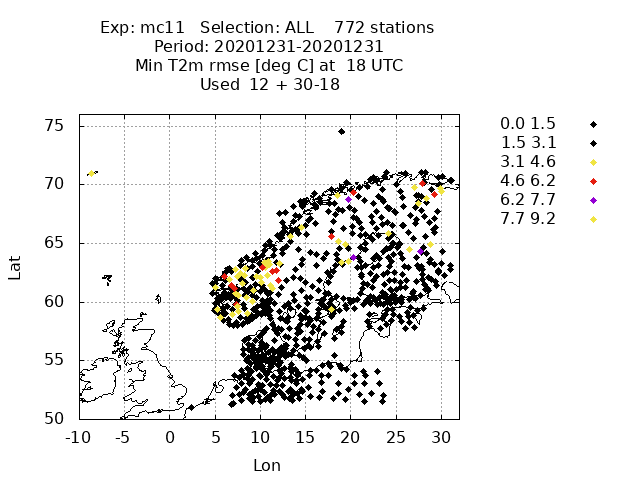 Exp: mc11   Selection: ALL    772 stations
Period: 20201231-20201231
Min T2m rmse [deg C] at  18 UTC
Used  12 + 30-18
0.0 1.5
1.5 3.1
3.1 4.6
4.6 6.2
6.2 7.7
7.7 9.2
Lat
75
70
65
60
55
50
-10 -5 0 5 10 15 20 25 30
Lon